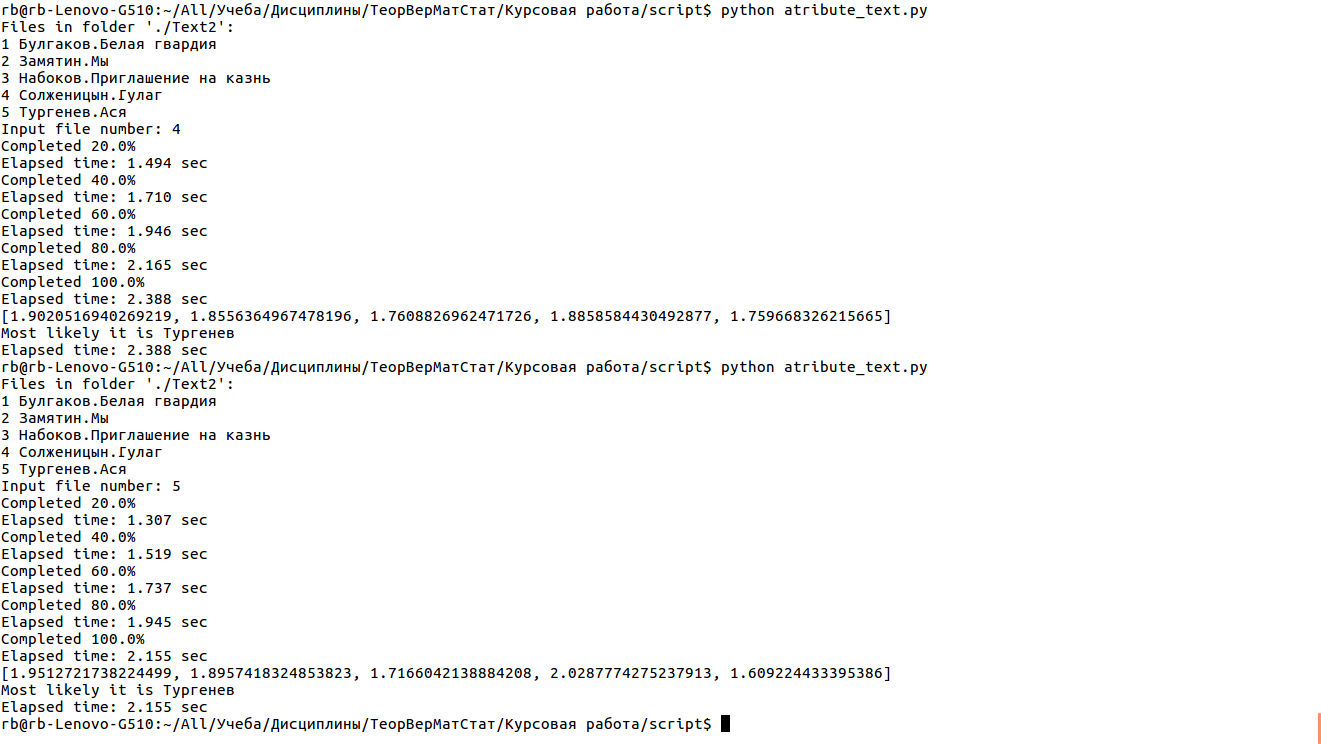 rb@rb-Lenovo-G510:~/All/Учеба/Дисциплины/ТеорВерМатСтат/Курсовая работа/script$ python atribute_text.py
Files in folder './Text2':
1 Булгаков.Белая гвардия
2 Замятин.Мы
3 Набоков.Приглашение на казнь
4 Солженицын.Гулаг
5 Тургенев.Ася
Input file number: 4
Completed 20.0%
Elapsed time: 1.494 sec
Completed 40.0%
Elapsed time: 1.710 sec
Completed 60.0%
Elapsed time: 1.946 sec
Completed 80.0%
Elapsed time: 2.165 sec
Completed 100.0%
Elapsed time: 2.388 sec
[1.9020516940269219, 1.8556364967478196, 1.7608826962471726, 1.8858584430492877, 1.759668326215665]
Most likely it is Тургенев
Elapsed time: 2.388 sec
rb@rb-Lenovo-G510:~/All/Учеба/Дисциплины/ТеорВерМатСтат/Курсовая работа/script$ python atribute_text.py
Files in folder './Text2':
1 Булгаков.Белая гвардия
2 Замятин.Мы
3 Набоков.Приглашение на казнь
4 Солженицын.Гулаг
5 Тургенев.Ася
Input file number: 5
Completed 20.0%
Elapsed time: 1.307 sec
Completed 40.0%
Elapsed time: 1.519 sec
Completed 60.0%
Elapsed time: 1.737 sec
Completed 80.0%
Elapsed time: 1.945 sec
Completed 100.0%
Elapsed time: 2.155 sec
[1.9512721738224499, 1.8957418324853823, 1.7166042138884208, 2.0287774275237913, 1.609224433395386]
Most likely it is Тургенев
Elapsed time: 2.155 sec
rb@rb-Lenovo-G510:~/All/Учеба/Дисциплины/ТеорВерМатСтат/Курсовая работа/script$